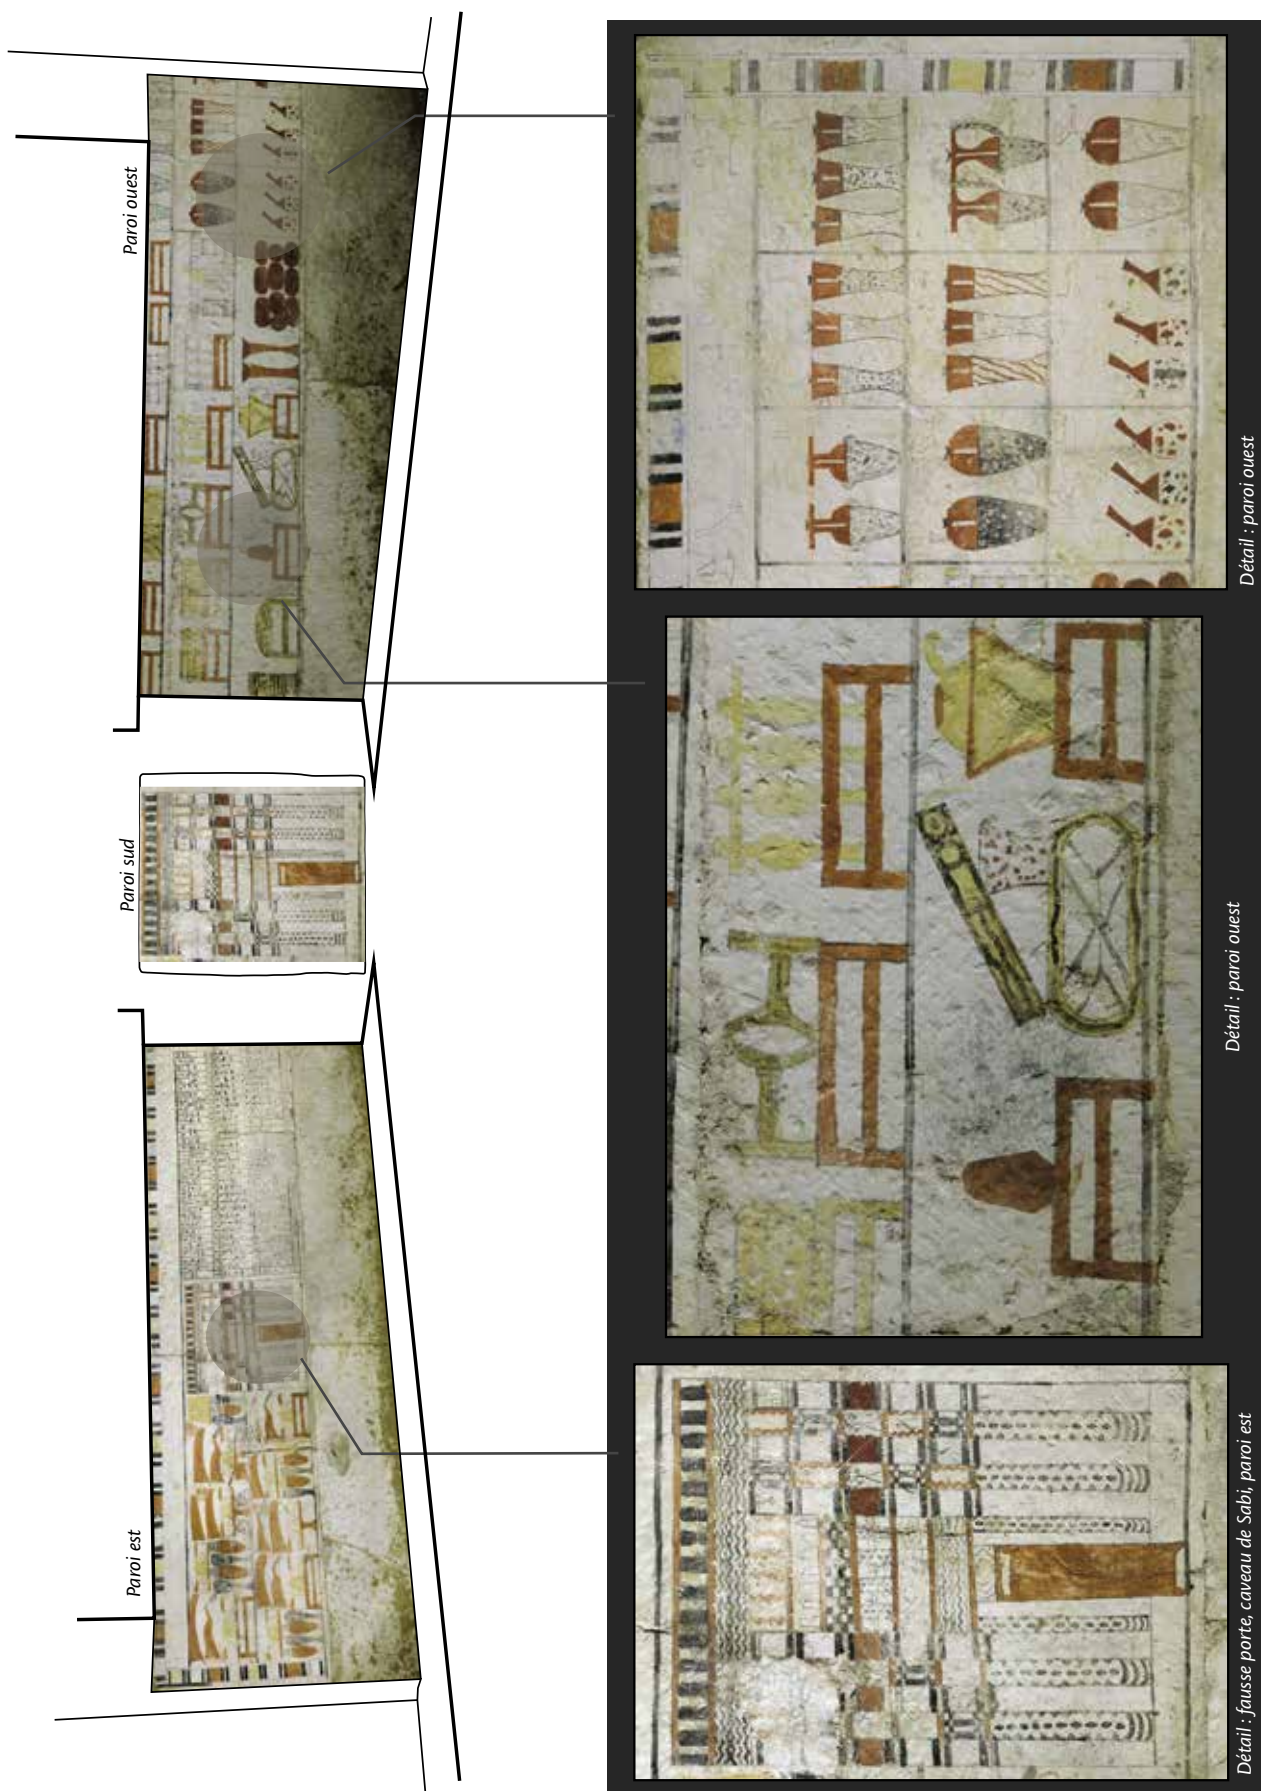 Paroi est
Paroi sud
Paroi ouest
Détail : fausse porte, caveau de Sabi, paroi est
Détail : paroi ouest
Détail : paroi ouest